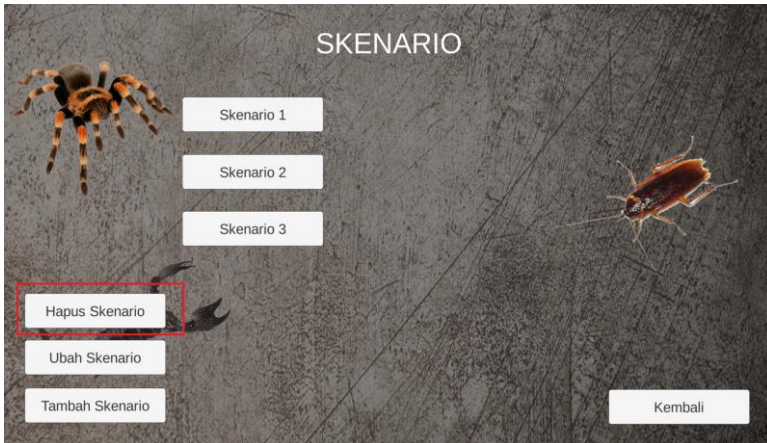 SKENARIO
Skenario 1
Skenario 2
Skenario 3
Hapus Skenario
Ubah Skenario
Tambah Skenario
Kembali